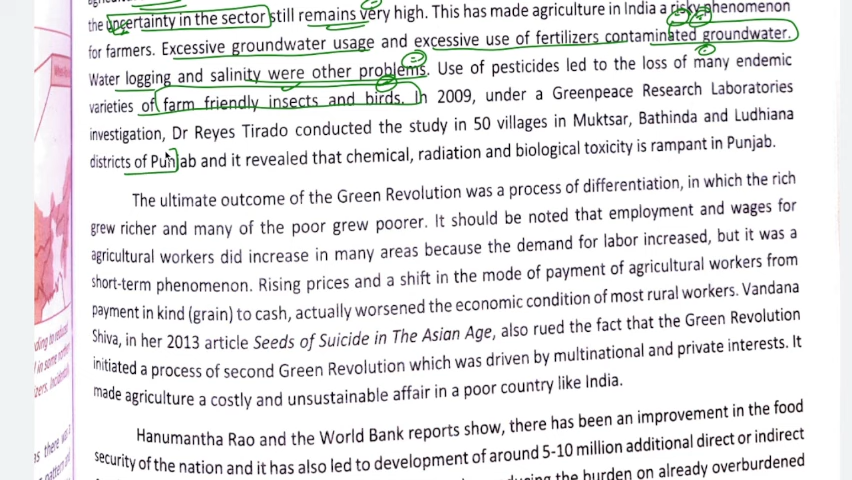 the uncertainty in the sector still remains very high. This has made agriculture in India a risky phenomenon
for farmers. Excessive groundwater usage and excessive use of fertilizers contaminated groundwater.
Water logging and salinity were other problems. Use of pesticides led to the loss of many endemic
varieties of farm friendly insects and birds. In 2009, under a Greenpeace Research Laboratories
investigation, Dr Reyes Tirado conducted the study in 50 villages in Muktsar, Bathinda and Ludhiana
districts of Punjab and it revealed that chemical, radiation and biological toxicity is rampant in Punjab.
The ultimate outcome of the Green Revolution was a process of differentiation, in which the rich
grew richer and many of the poor grew poorer. It should be noted that employment and wages for
agricultural workers did increase in many areas because the demand for labor increased, but it was a
short-term phenomenon. Rising prices and a shift in the mode of payment of agricultural workers from
payment in kind (grain) to cash, actually worsened the economic condition of most rural workers. Vandana
Shiva, in her 2013 article Seeds of Suicide in The Asian Age, also rued the fact that the Green Revolution
initiated a process of second Green Revolution which was driven by multinational and private interests. It
made agriculture a costly and unsustainable affair in a poor country like India.
Hanumantha Rao and the World Bank reports show, there has been an improvement in the food
security of the nation and it has also led to development of around 5-10 million additional direct or indirect
the burden on already overburdened